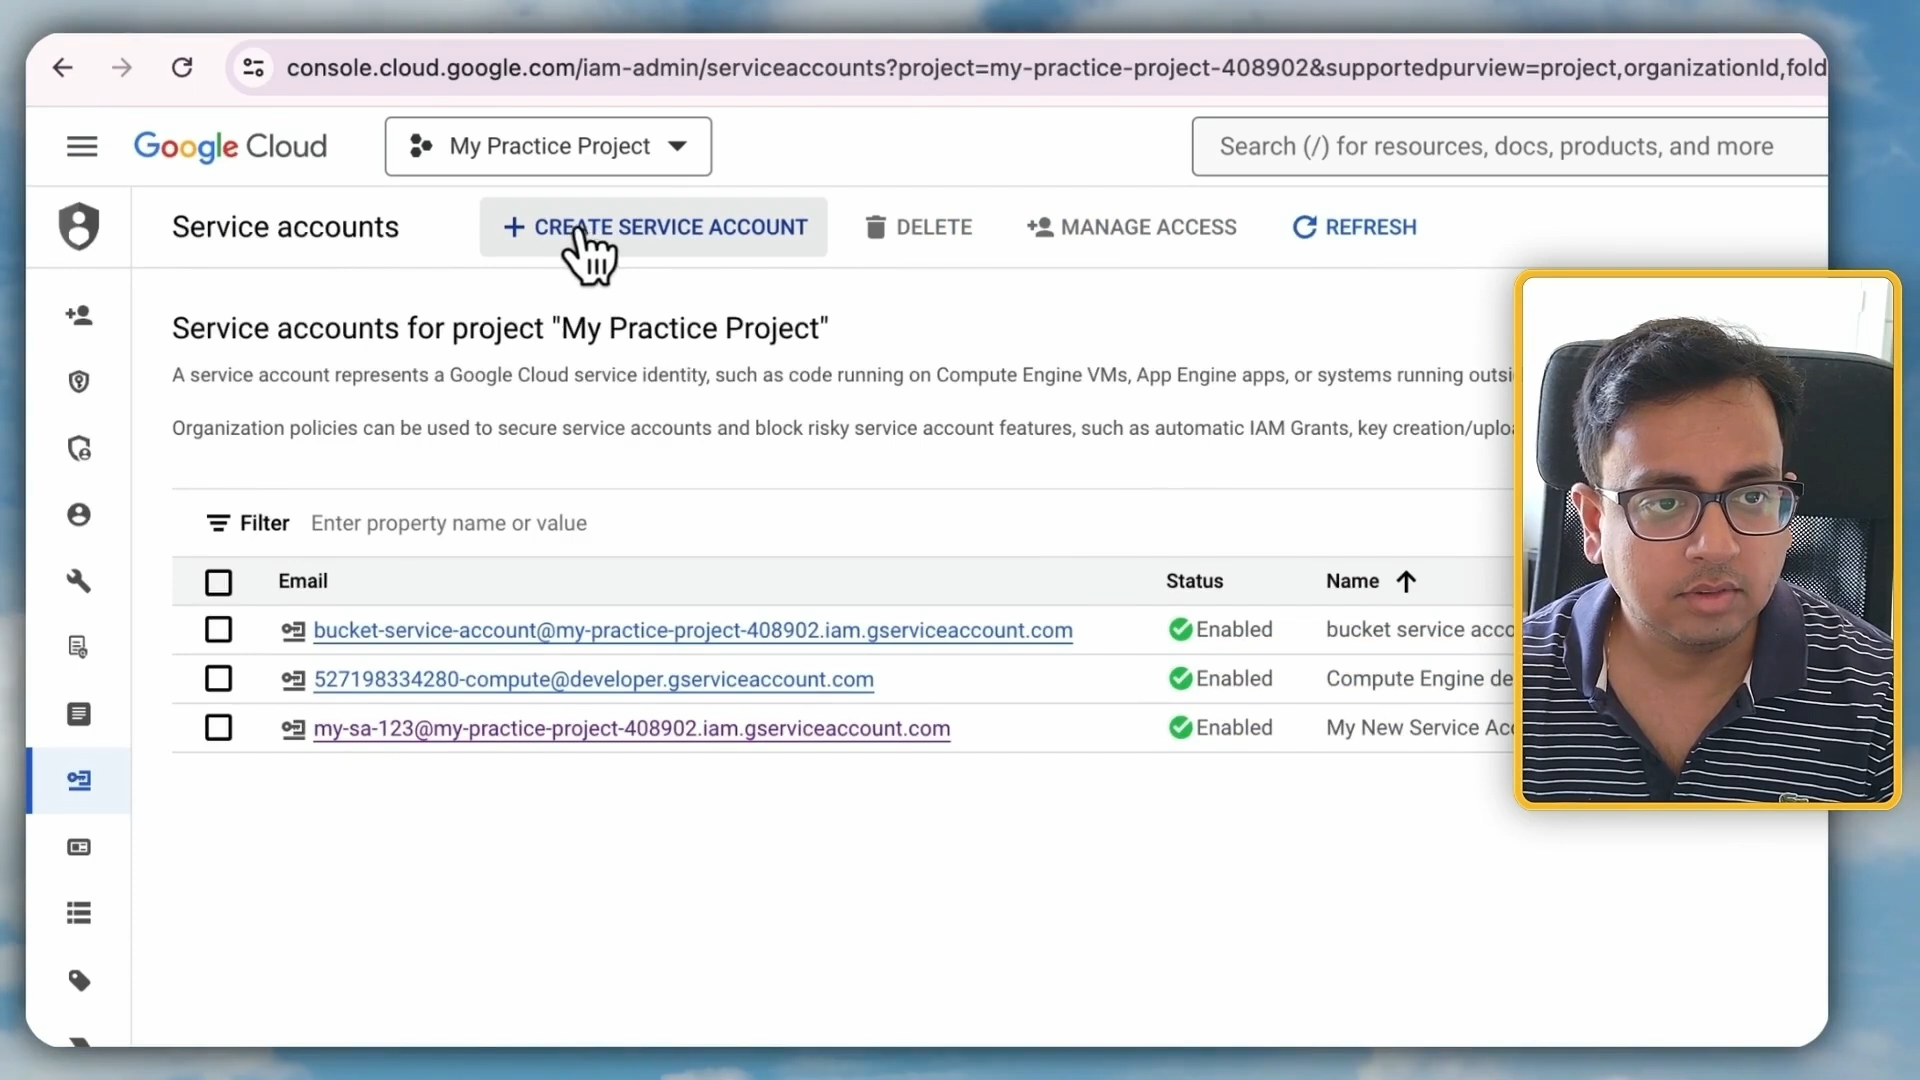 console.cloud.google.com/iam-admin/serviceaccounts?project=my-practice-project-408902&supportedpurview=project,organizationId,fold
Google Cloud
My Practice Project
Search (/) for resources, docs, products, and more
Service accounts
+ CREATE SERVICE ACCOUNT
DELETE
MANAGE ACCESS
REFRESH
Service accounts for project "My Practice Project"
A service account represents a Google Cloud service identity, such as code running on Compute Engine VMs, App Engine apps, or systems running outsi
Organization policies can be used to secure service accounts and block risky service account features, such as automatic IAM Grants, key creation/uplo
Filter Enter property name or value
Email Status Name
bucket-service-account@my-practice-project-408902.iam.gserviceaccount.com Enabled bucket service acco
527198334280-compute@developer.gserviceaccount.com Enabled Compute Engine de
my-sa-123@my-practice-project-408902.iam.gserviceaccount.com Enabled My New Service Acc